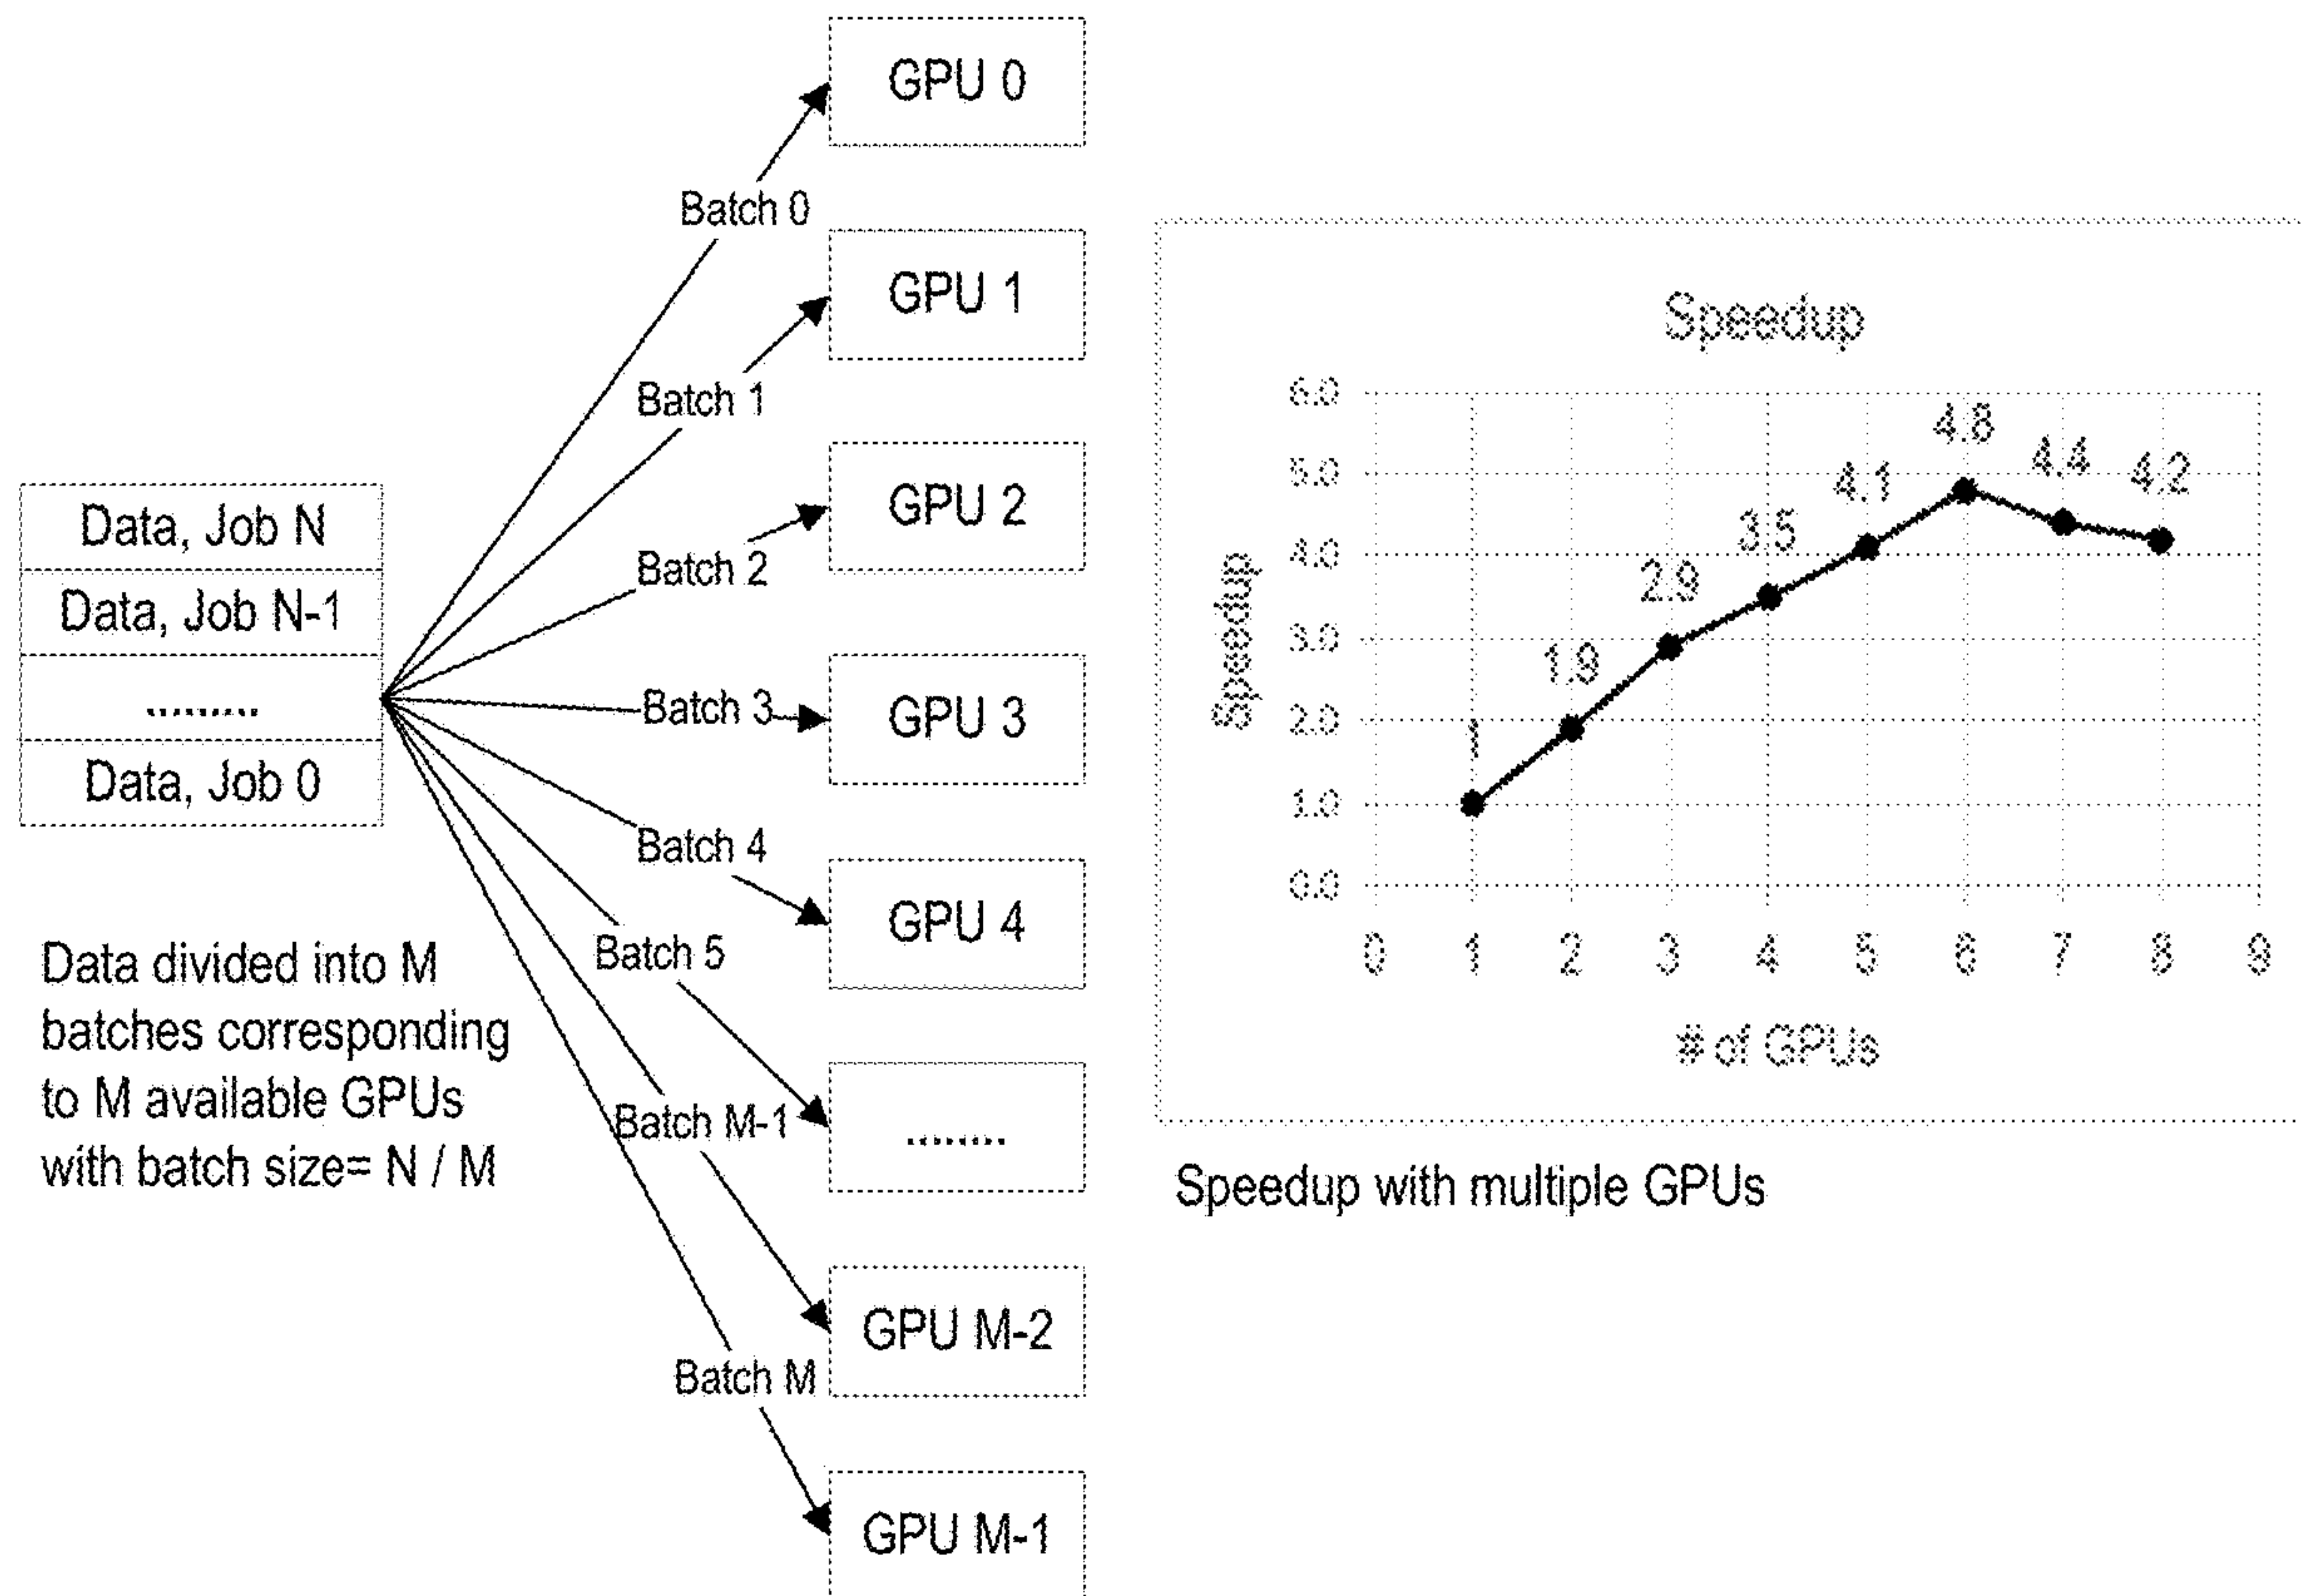 GPU 0
Batch 0
GPU 1
Batch 1
GPU 2
Batch 2
Data, Job N
Data, Job N-1
.........
Data, Job 0
Batch 3
GPU 3
Batch 4
GPU 4
Data divided into M
batches corresponding
to M available GPUs
with batch size= N / M
Batch 5
........
Batch M-1
GPU M-2
Batch M
GPU M-1
Speedup
Speedup
6.0
5.0
4.0
3.0
2.0
1.0
0.0
1
1.9
2.9
3.5
4.1
4.8
4.4
4.2
0 1 2 3 4 5 6 7 8 9
# of GPUs
Speedup with multiple GPUs